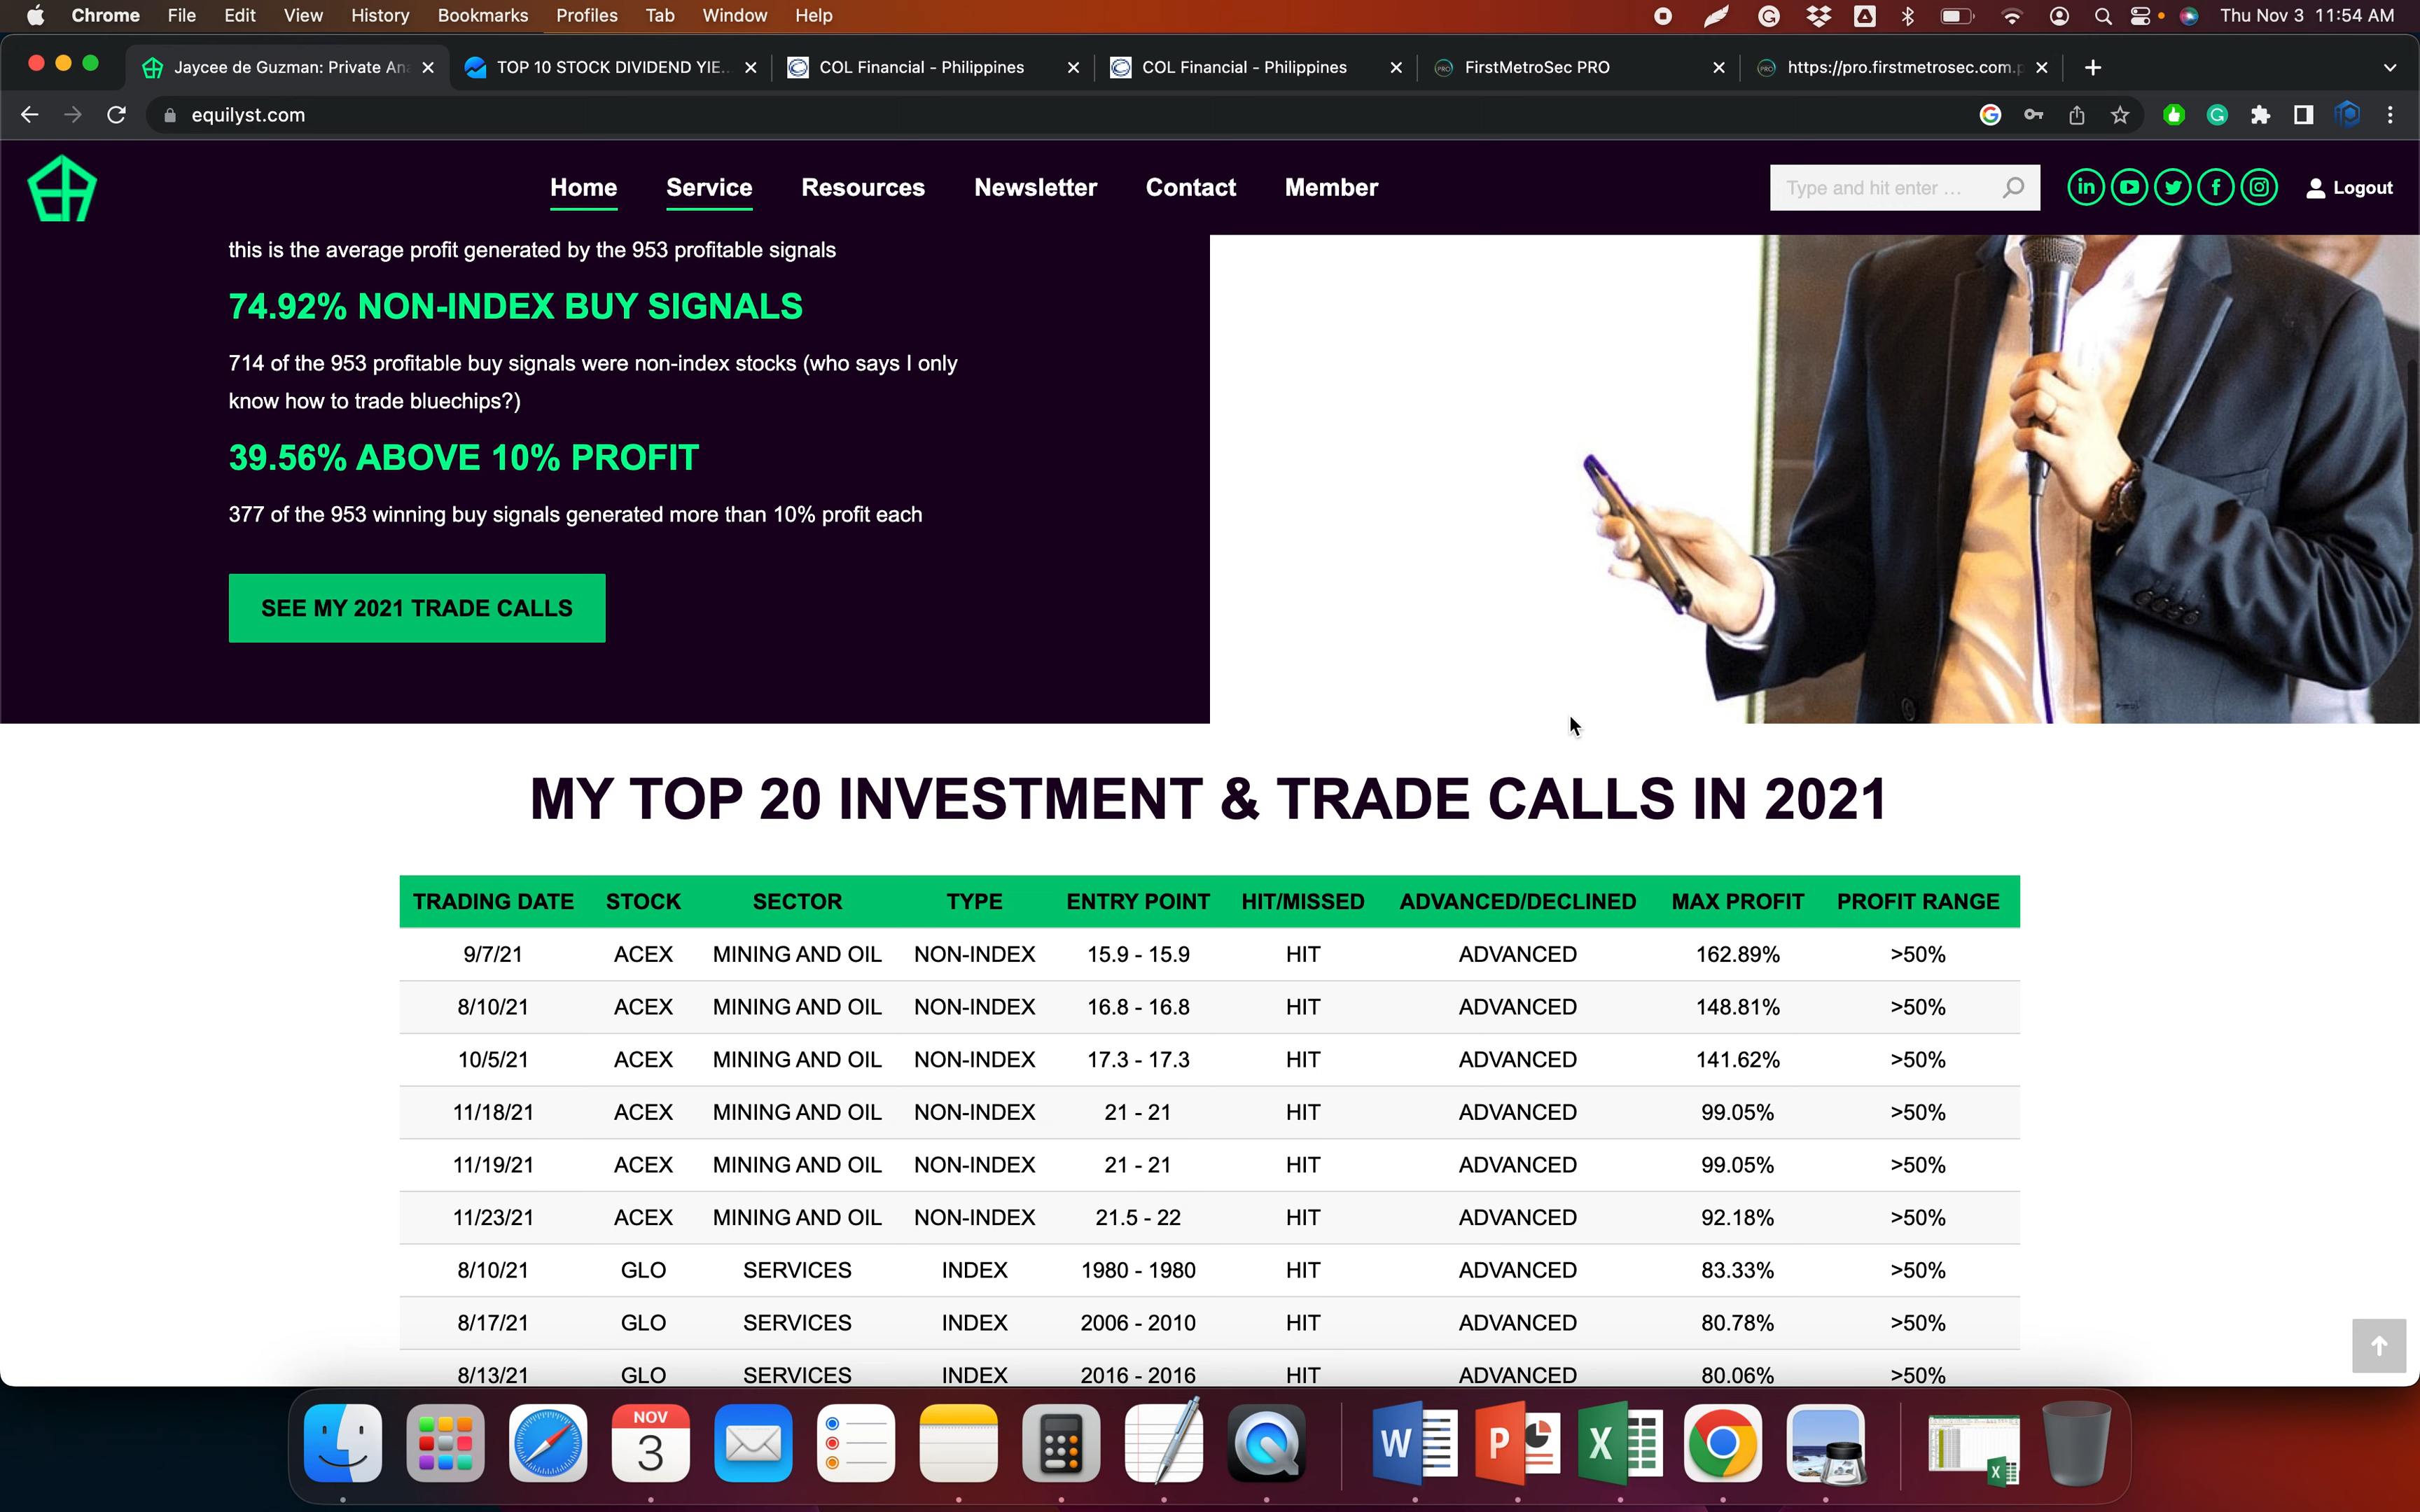 Chrome File Edit View History Bookmarks Profiles Tab Window Help Thu Nov 3 11:54 AM
Jaycee de Guzman: Private Ana TOP 10 STOCK DIVIDEND YIE... COL Financial - Philippines COL Financial - Philippines FirstMetroSec PRO https://pro.firstmetrosec.com.p
equilyst.com
Home Service Resources Newsletter Contact Member Type and hit enter ... Logout
this is the average profit generated by the 953 profitable signals
74.92% NON-INDEX BUY SIGNALS
714 of the 953 profitable buy signals were non-index stocks (who says I only
know how to trade bluechips?)
39.56% ABOVE 10% PROFIT
377 of the 953 winning buy signals generated more than 10% profit each
SEE MY 2021 TRADE CALLS
MY TOP 20 INVESTMENT & TRADE CALLS IN 2021
TRADING DATE STOCK SECTOR TYPE ENTRY POINT HIT/MISSED ADVANCED/DECLINED MAX PROFIT PROFIT RANGE
9/7/21 ACEX MINING AND OIL NON-INDEX 15.9 - 15.9 HIT ADVANCED 162.89% >50%
8/10/21 ACEX MINING AND OIL NON-INDEX 16.8 - 16.8 HIT ADVANCED 148.81% >50%
10/5/21 ACEX MINING AND OIL NON-INDEX 17.3 - 17.3 HIT ADVANCED 141.62% >50%
11/18/21 ACEX MINING AND OIL NON-INDEX 21 - 21 HIT ADVANCED 99.05% >50%
11/19/21 ACEX MINING AND OIL NON-INDEX 21 - 21 HIT ADVANCED 99.05% >50%
11/23/21 ACEX MINING AND OIL NON-INDEX 21.5 - 22 HIT ADVANCED 92.18% >50%
8/10/21 GLO SERVICES INDEX 1980 - 1980 HIT ADVANCED 83.33% >50%
8/17/21 GLO SERVICES INDEX 2006 - 2010 HIT ADVANCED 80.78% >50%
8/13/21 GLO SERVICES INDEX 2016 - 2016 HIT ADVANCED 80.06% >50%
NOV
3
W P X
X